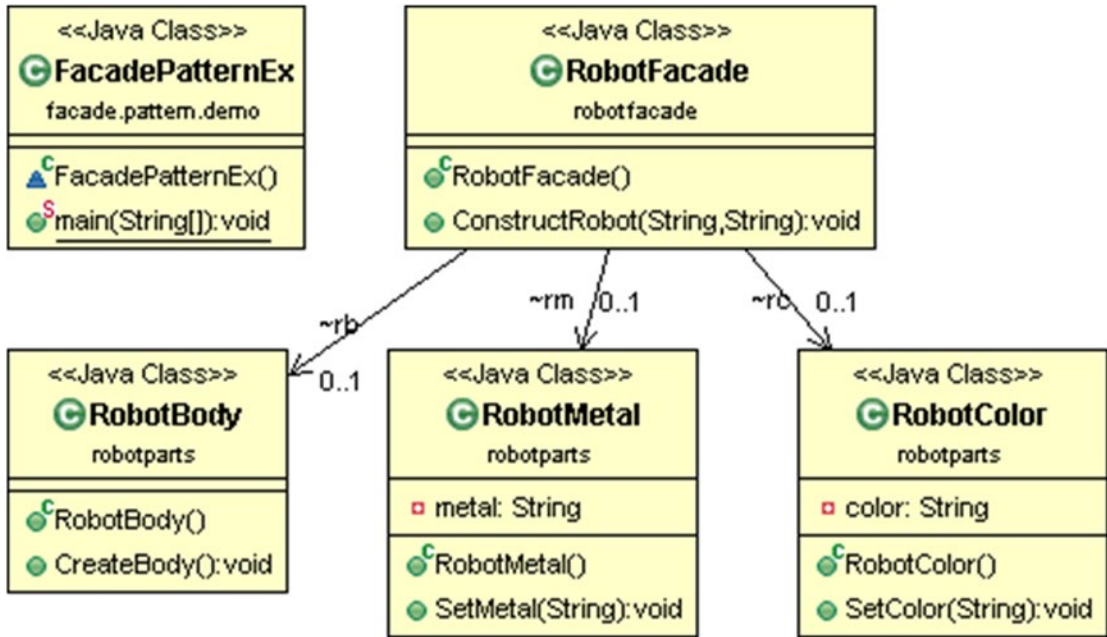 <<Java Class>>
FacadePatternEx
facade.pattern.demo
FacadePatternEx()
main(String[]):void
<<Java Class>>
RobotFacade
robotfacade
RobotFacade()
ConstructRobot(String,String):void
~rb
0..1
~rm
0..1
~rc
0..1
<<Java Class>>
RobotBody
robotparts
RobotBody()
CreateBody():void
<<Java Class>>
RobotMetal
robotparts
metal: String
RobotMetal()
SetMetal(String):void
<<Java Class>>
RobotColor
robotparts
color: String
RobotColor()
SetColor(String):void